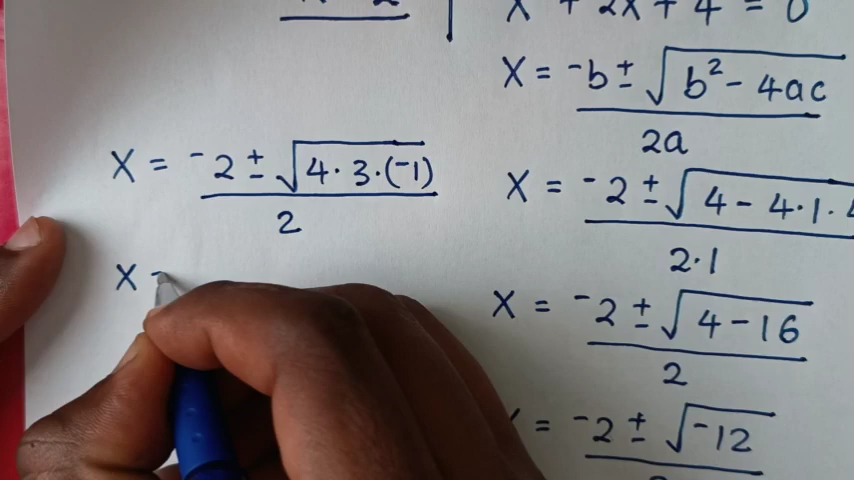 x + 2x + 4 = 0
x = -b ± √b² - 4ac
2a
x = -2 ± √4 - 4·1·4
2·1
x = -2 ± √4 - 16
2
= -2 ± √-12
x = -2 ± √4·3·(-1)
2
x =